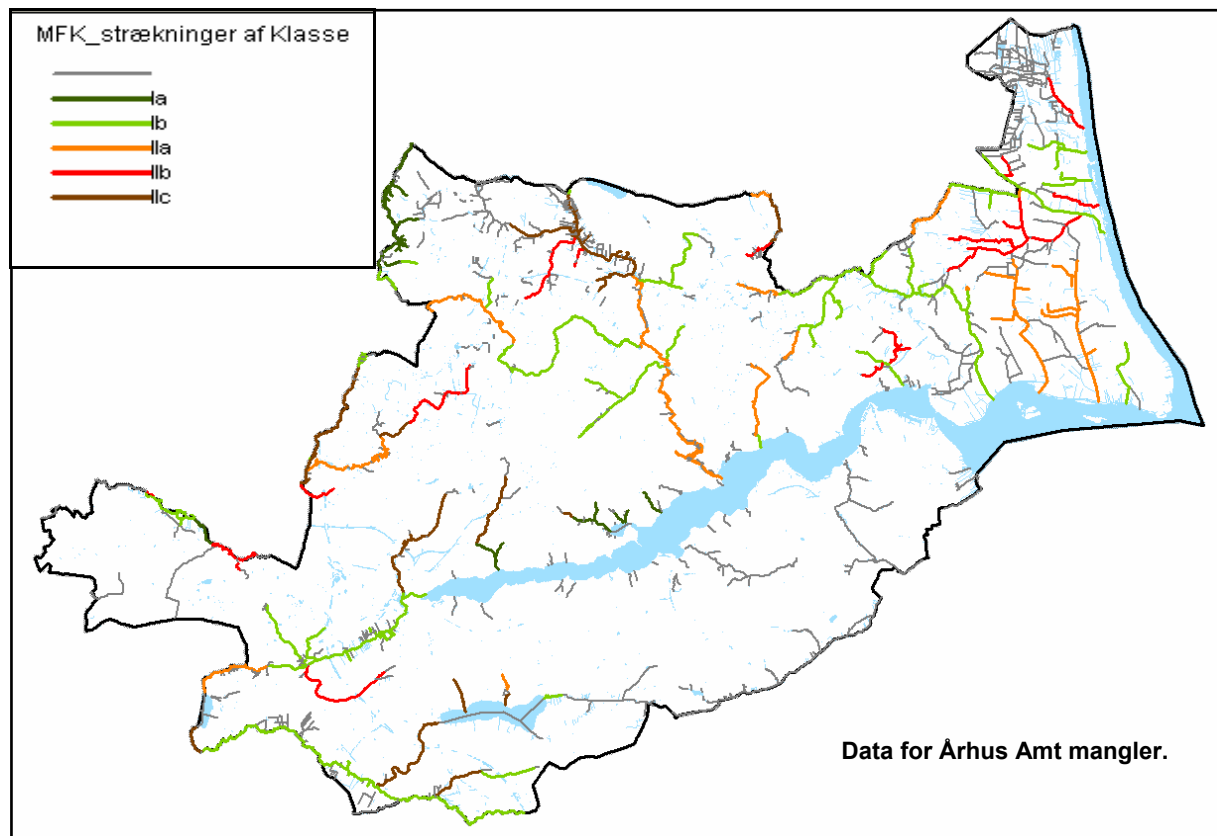 MFK_strækninger af Klasse
Ia
Ib
IIa
IIb
IIc
Data for Århus Amt mangler.